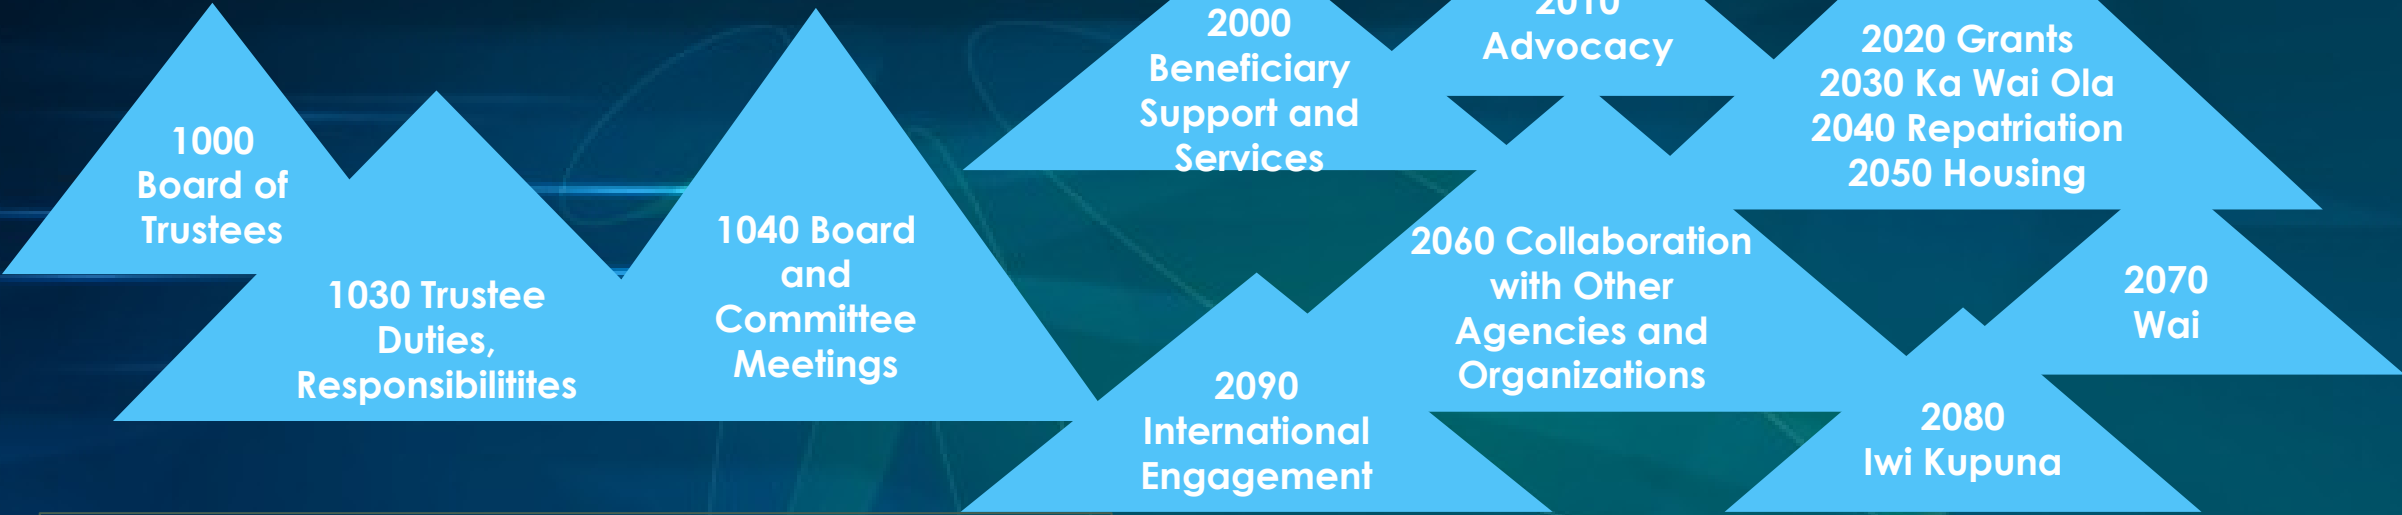 1000
Board of
Trustees
1030 Trustee
Duties,
Responsibilitites
1040 Board
and
Committee
Meetings
2000
Beneficiary
Support and
Services
2010
Advocacy
2020 Grants
2030 Ka Wai Ola
2040 Repatriation
2050 Housing
2060 Collaboration
with Other
Agencies and
Organizations
2070
Wai
2080
Iwi Kupuna
2090
International
Engagement